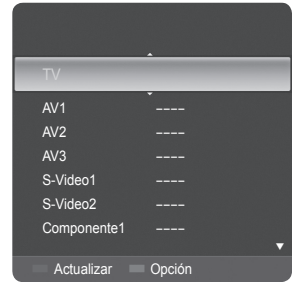 TV
AV1 ----
AV2 ----
AV3 ----
S-Video1 ----
S-Video2 ----
Componente1 ----
Actualizar Opción